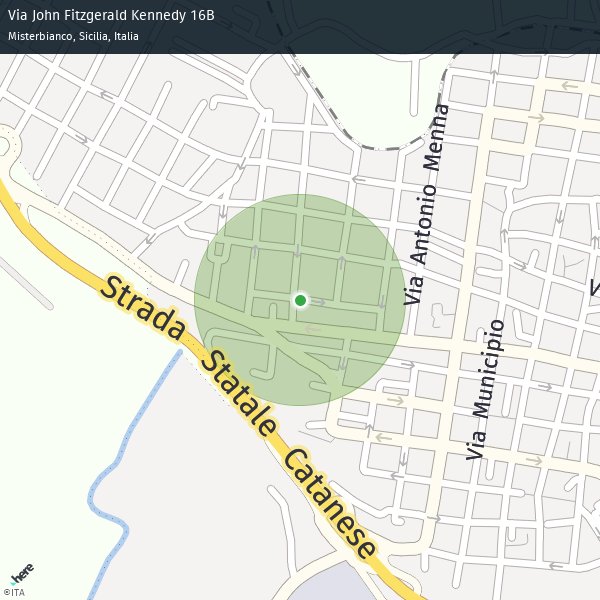 Via John Fitzgerald Kennedy 16B
Misterbianco, Sicilia, Italia
Via Antonio Menna
Strada Statale Catanese
Via Municipio
here
©ITA